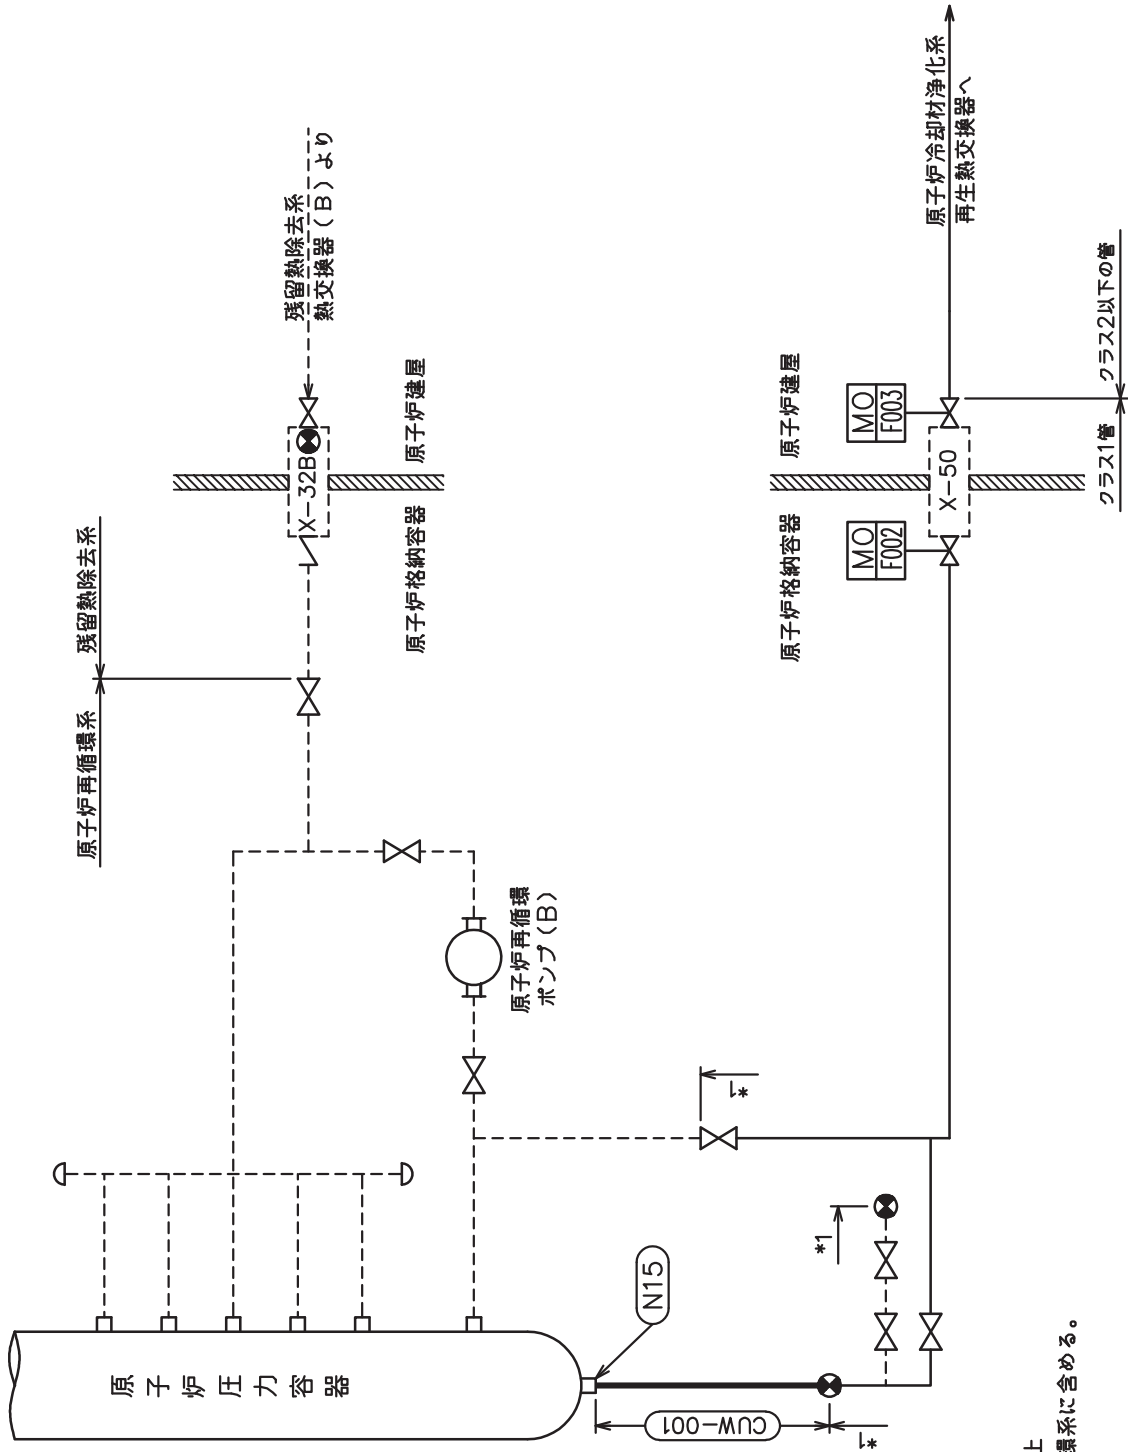 原子炉再循環系
残留熱除去系
残留熱除去系
熱交換器（B）より
X-32B
原子炉建屋
原子炉格納容器
原子炉再循環
ポンプ（B）
原子炉建屋
原子炉格納容器
MO
F002
MO
F003
X-50
原子炉冷却材浄化系
再生熱交換器へ
クラス1管
クラス2以下の管
*1
*1
N15
原子炉圧力容器
CUW-001
*1
上
環系に含める。